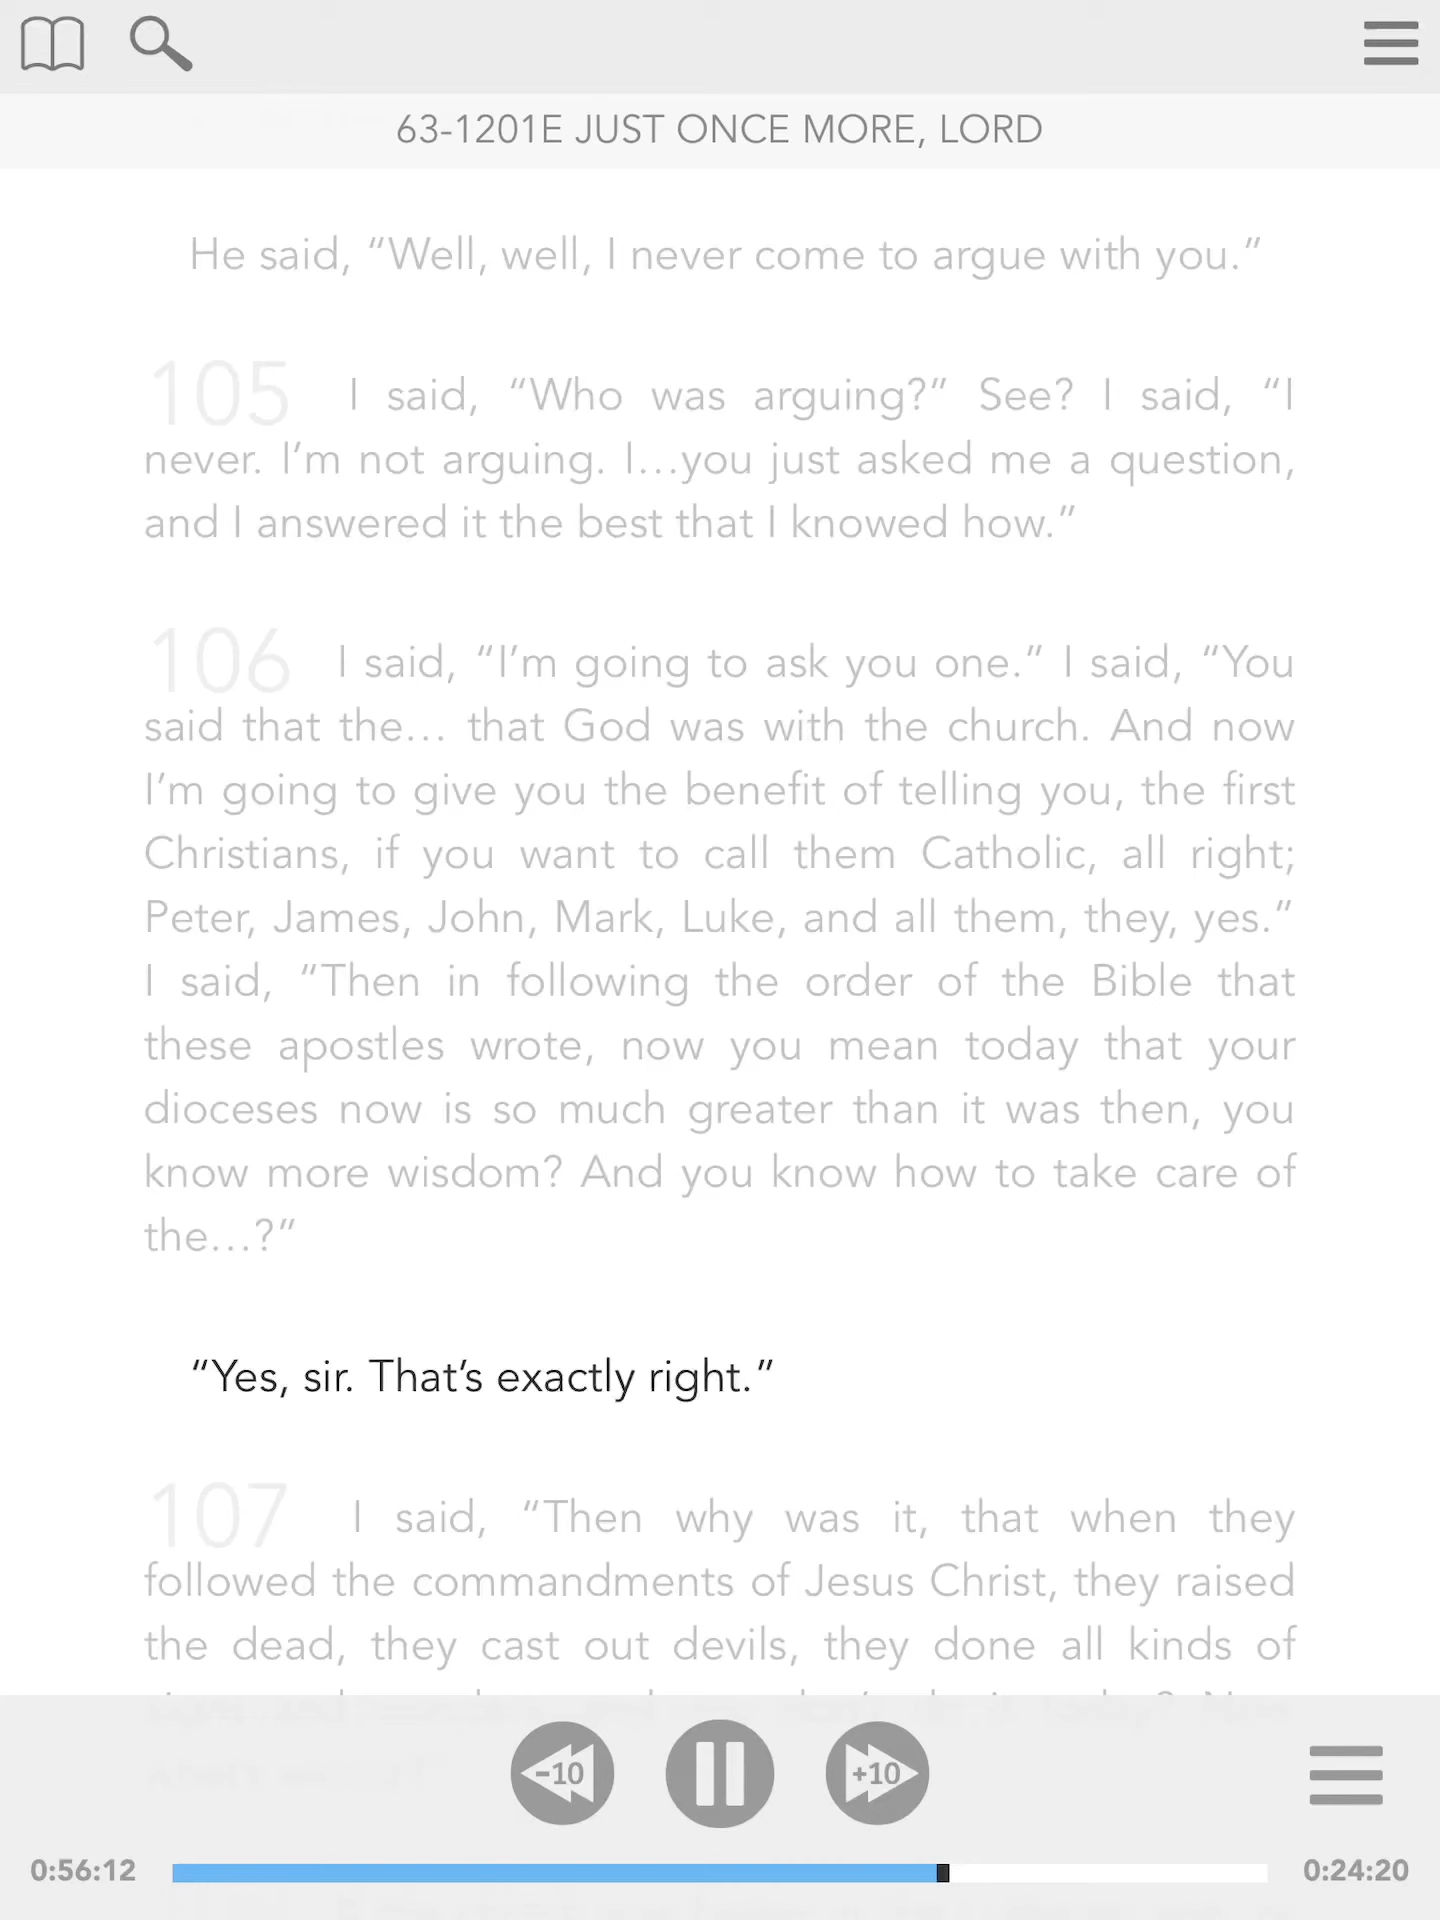 63-1201E JUST ONCE MORE, LORD
He said, “Well, well, I never come to argue with you.”
105 I said, “Who was arguing?” See? I said, “I
never. I’m not arguing. I…you just asked me a question,
and I answered it the best that I knowed how.”
106 I said, “I’m going to ask you one.” I said, “You
said that the… that God was with the church. And now
I’m going to give you the benefit of telling you, the first
Christians, if you want to call them Catholic, all right;
Peter, James, John, Mark, Luke, and all them, they, yes.”
I said, “Then in following the order of the Bible that
these apostles wrote, now you mean today that your
dioceses now is so much greater than it was then, you
know more wisdom? And you know how to take care of
the…?”
“Yes, sir. That’s exactly right.”
107 I said, “Then why was it, that when they
followed the commandments of Jesus Christ, they raised
the dead, they cast out devils, they done all kinds of
-10 +10
0:56:12 0:24:20